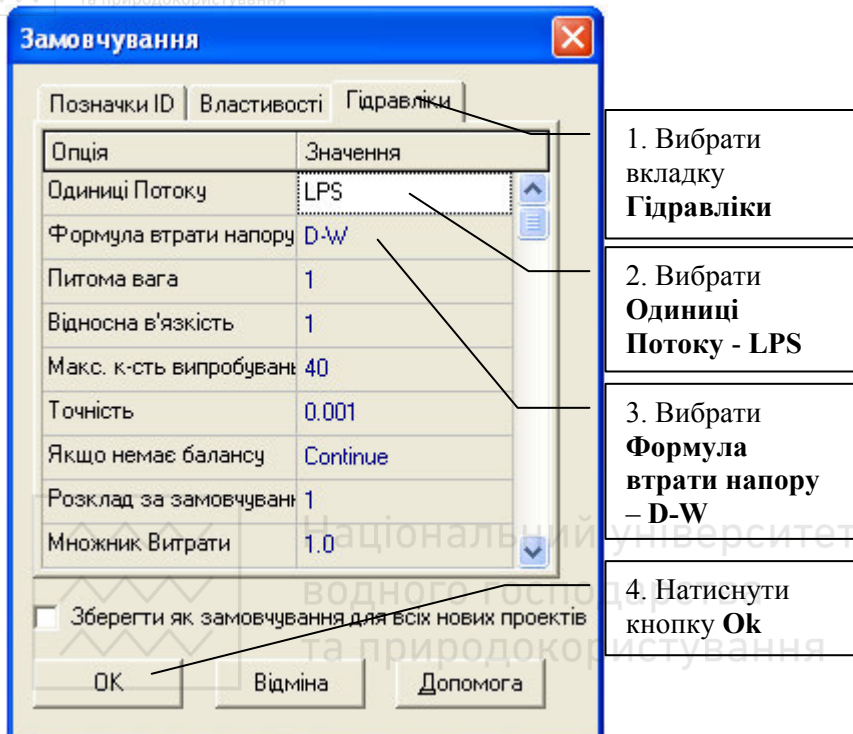 та природокористування
Замовчування
Позначки ID Властивості Гідравліки
Опція Значення
Одиниці Потоку LPS
Формула втрати напору D-W
Питома вага 1
Відносна в'язкість 1
Макс. к-сть випробувань 40
Точність 0.001
Якщо немає балансу Continue
Розклад за замовчуванн 1
Множник Витрати 1.0
Зберегти як замовчування для всіх нових проектів
OK Відміна Допомога
1. Вибрати
вкладку
Гідравліки
2. Вибрати
Одиниці
Потоку - LPS
3. Вибрати
Формула
втрати напору
– D-W
4. Натиснути
кнопку Ok
Національний університет
водного господарства
та природокористування